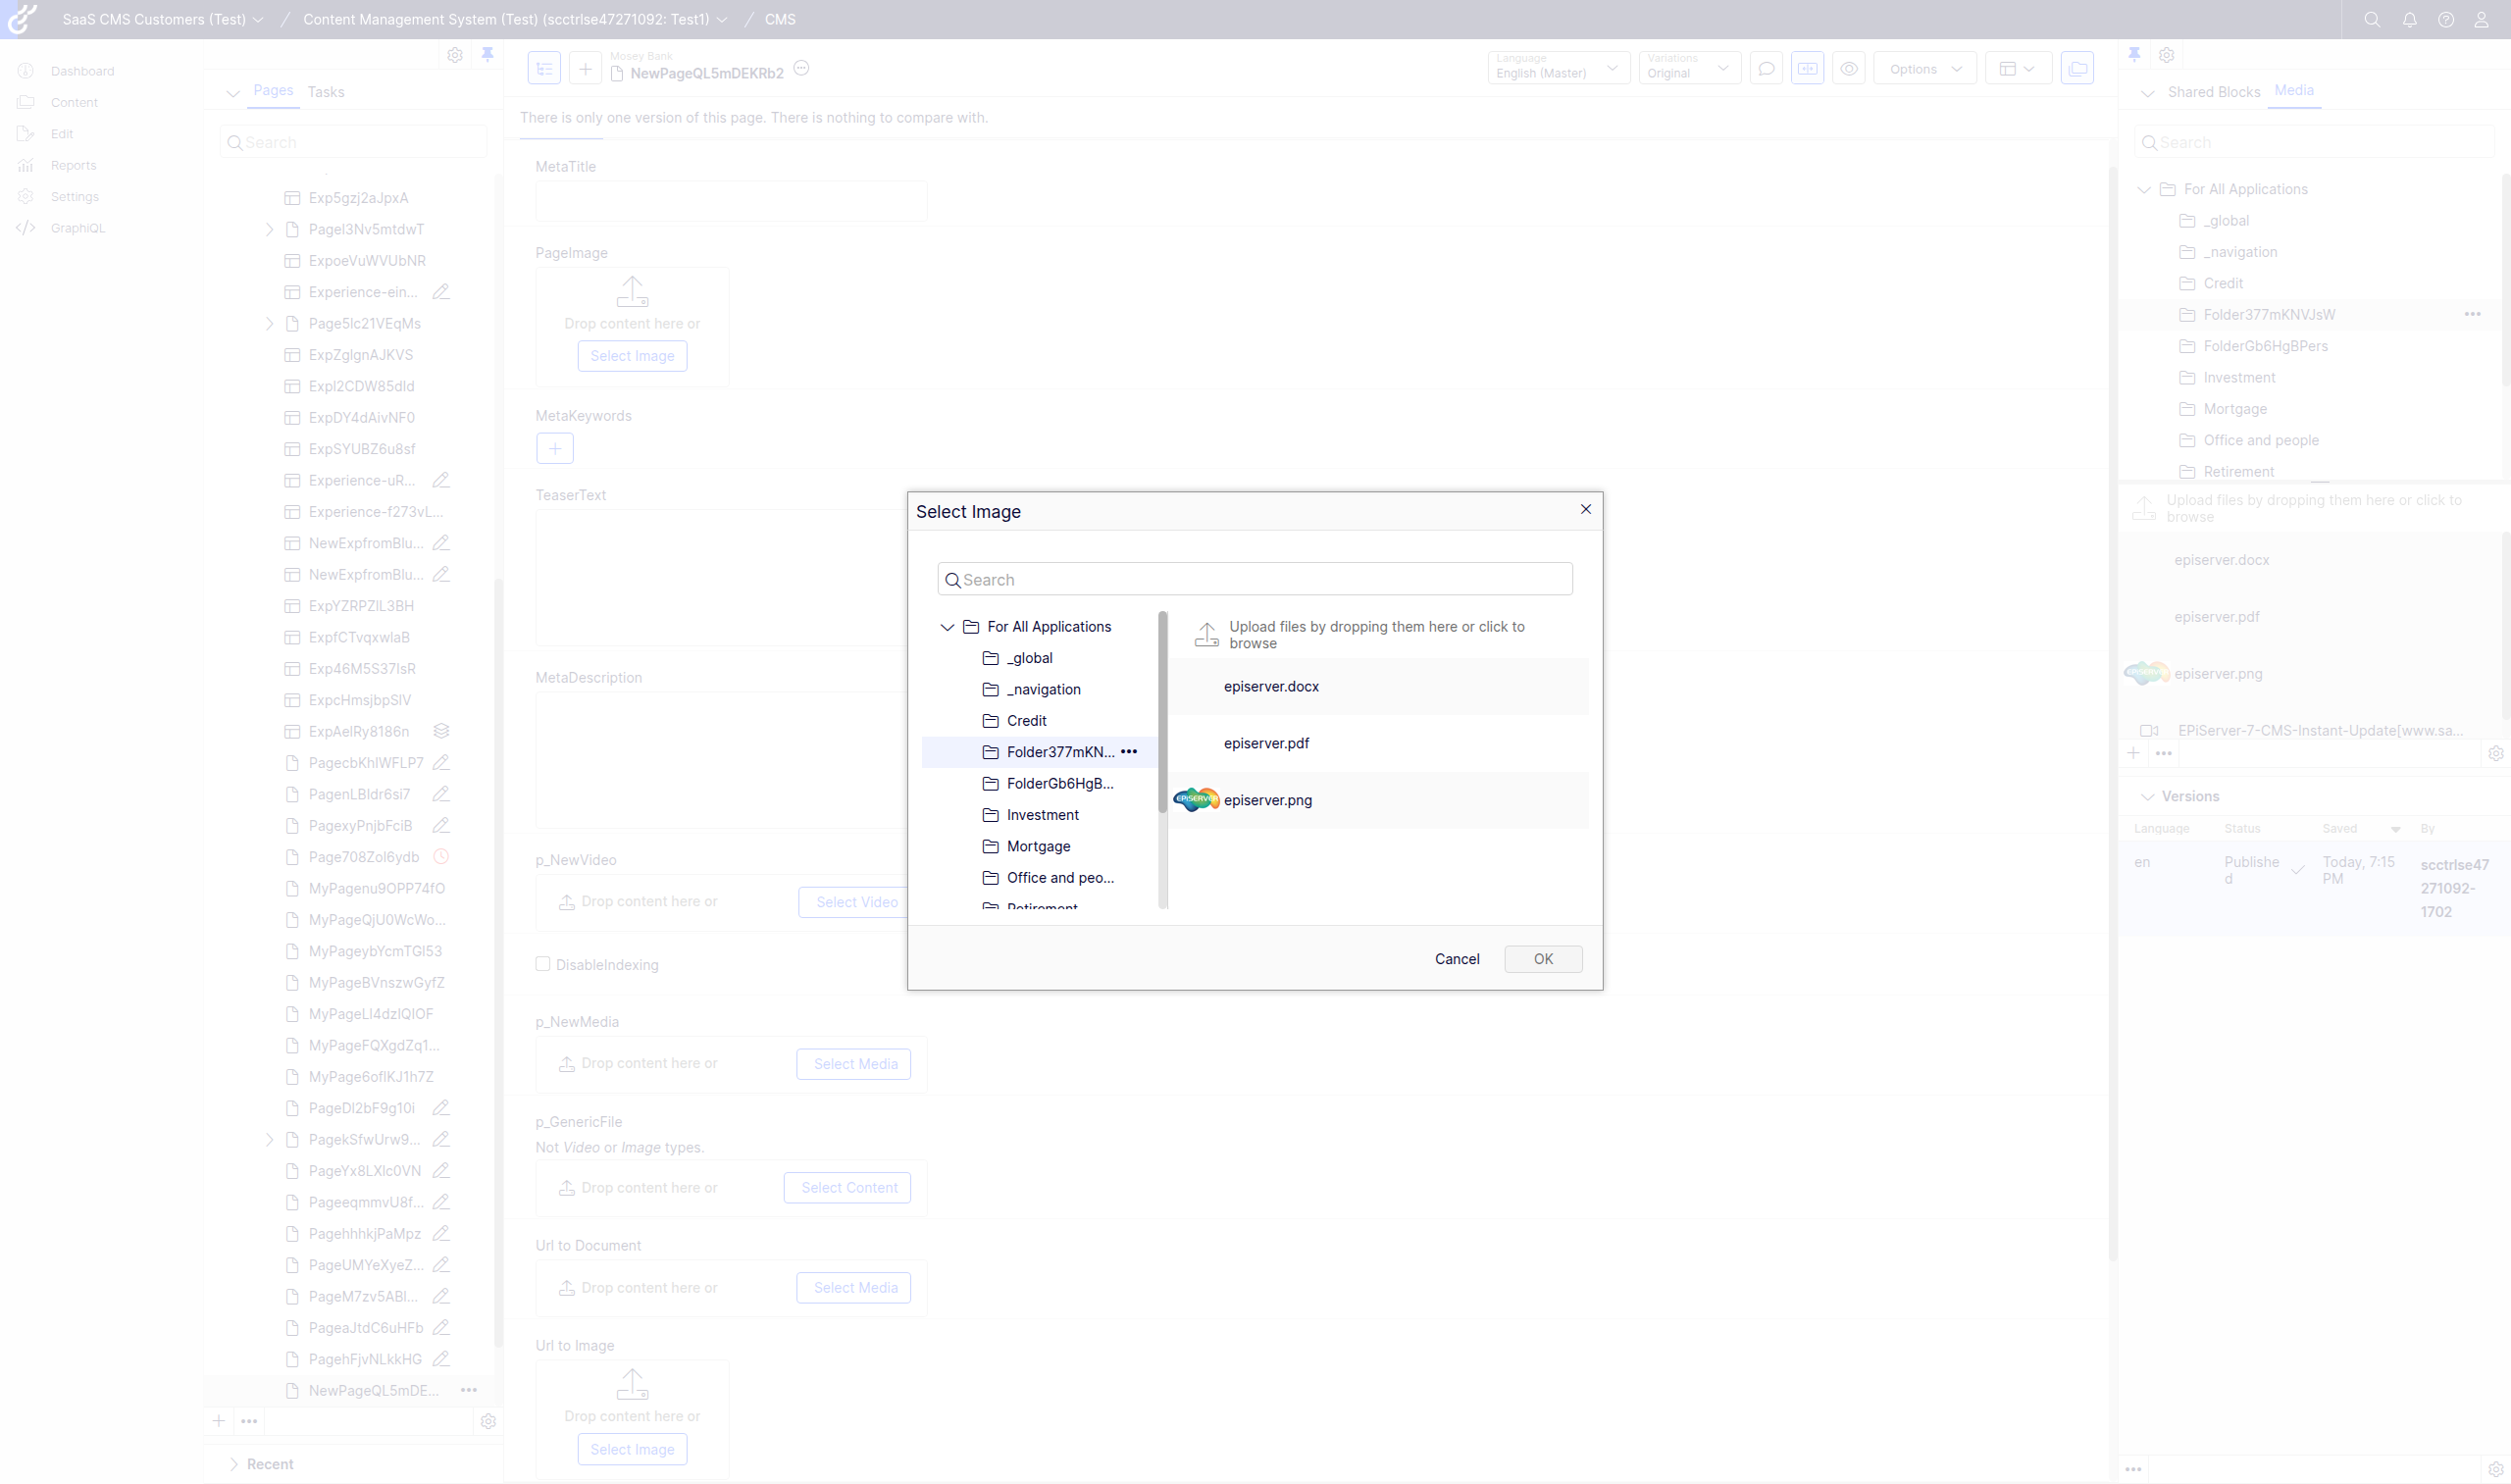 SaaS CMS Customers (Test) / Content Management System (Test) (scctrlse47271092: Test1) / CMS
Dashboard
Content
Edit
Reports
Settings
GraphiQL
Pages Tasks
Search
Exp5gzj2aJpxA
PageI3Nv5mtdwT
ExpoeVuWVUbNR
Experience-ein...
Page5lc21VEqMs
ExpZglgnAJKVS
ExpI2CDW85dld
ExpDY4dAivNF0
ExpSYUBZ6u8sf
Experience-uR...
Experience-f273vL...
NewExpfromBlu...
NewExpfromBlu...
ExpYZRPZIL3BH
ExpfCTvqxwlaB
Exp46M5S37lsR
ExpcHmsjbpSIV
ExpAelRy8186n
PagecbKhlWFLP7
PagenLBldr6si7
PagexyPnjbFciB
Page708Zol6ydb
MyPagenu9OPP74fO
MyPageQjU0WcWo...
MyPageybYcmTGI53
MyPageBVnszwGyfZ
MyPageLI4dzlQIOF
MyPageFQXgdZq1...
MyPage6oflKJ1h7Z
PageDI2bF9g10i
PagekSfwUrw9...
PageYx8LXlc0VN
PageeqmmvU8f...
PagehhhkjPaMpz
PageUMYeXyeZ...
PageM7zv5ABI...
PageaJtdC6uHFb
PagehFjvNLkkHG
NewPageQL5mDE...
Recent
Mosey Bank
NewPageQL5mDEKRb2
Language
English (Master)
Variations
Original
Options
There is only one version of this page. There is nothing to compare with.
MetaTitle
PageImage
Drop content here or
Select Image
MetaKeywords
TeaserText
MetaDescription
p_NewVideo
Drop content here or Select Video
DisableIndexing
p_NewMedia
Drop content here or Select Media
p_GenericFile
Not Video or Image types.
Drop content here or Select Content
Url to Document
Drop content here or Select Media
Url to Image
Drop content here or
Select Image
Select Image
Search
For All Applications
_global
_navigation
Credit
Folder377mKN...
FolderGb6HgB...
Investment
Mortgage
Office and peo...
Retirement
Upload files by dropping them here or click to
browse
episerver.docx
episerver.pdf
EPISERVER episerver.png
Cancel OK
Shared Blocks Media
Search
For All Applications
_global
_navigation
Credit
Folder377mKNVJsW
FolderGb6HgBPers
Investment
Mortgage
Office and people
Retirement
Upload files by dropping them here or click to
browse
episerver.docx
episerver.pdf
EPISERVER episerver.png
EPiServer-7-CMS-Instant-Update[www.sa...
Versions
Language Status Saved By
en Publishe Today, 7:15 scctrlse47
d PM 271092-
1702